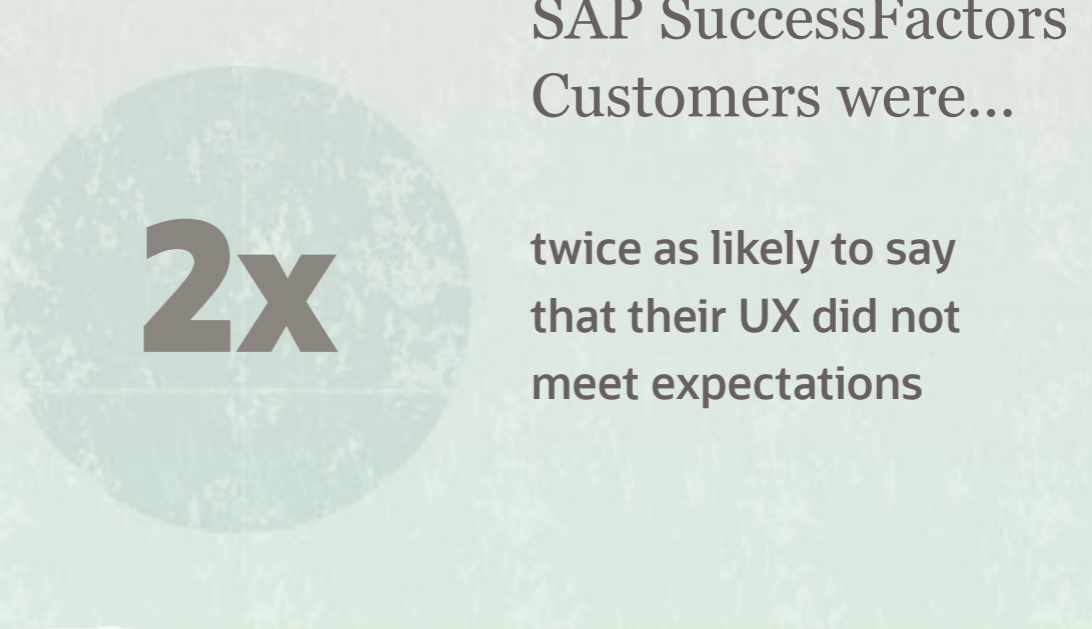 SAP SuccessFactors
Customers were...
2x
twice as likely to say
that their UX did not
meet expectations